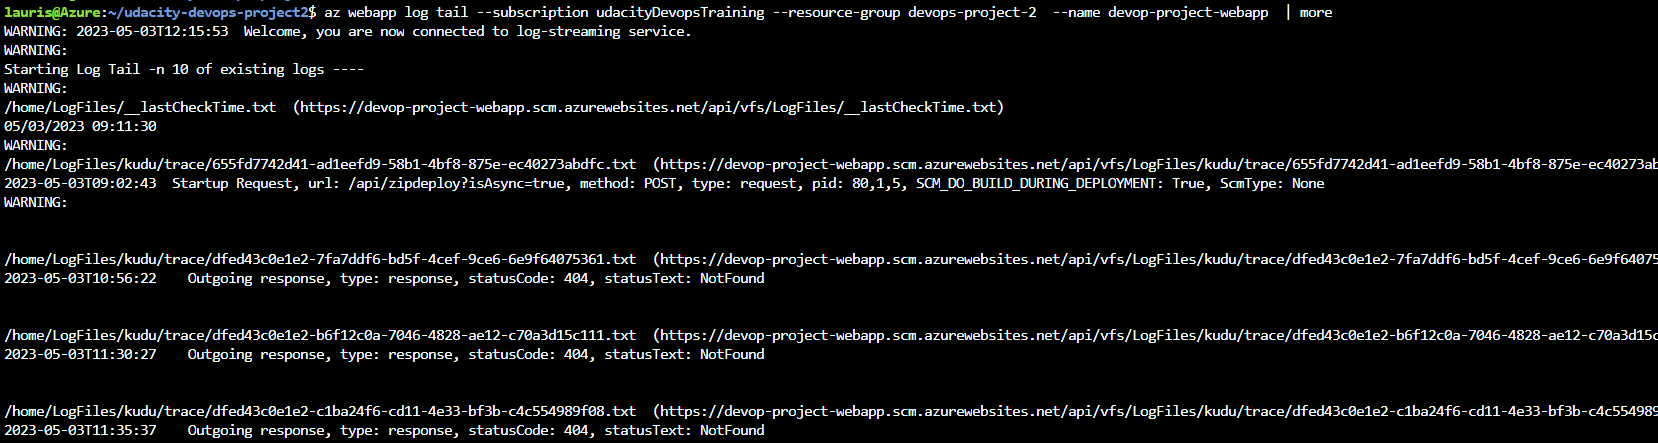 lauris@Azure:~/udacity-devops-project2$ az webapp log tail --subscription udacityDevopsTraining --resource-group devops-project-2  --name devop-project-webapp  | more
WARNING: 2023-05-03T12:15:53  Welcome, you are now connected to log-streaming service.
WARNING:
Starting Log Tail -n 10 of existing logs ----
WARNING:
/home/LogFiles/__lastCheckTime.txt  (https://devop-project-webapp.scm.azurewebsites.net/api/vfs/LogFiles/__lastCheckTime.txt)
05/03/2023 09:11:30
WARNING:
/home/LogFiles/kudu/trace/655fd7742d41-ad1eefd9-58b1-4bf8-875e-ec40273abdfc.txt  (https://devop-project-webapp.scm.azurewebsites.net/api/vfs/LogFiles/kudu/trace/655fd7742d41-ad1eefd9-58b1-4bf8-875e-ec40273ab
2023-05-03T09:02:43  Startup Request, url: /api/zipdeploy?isAsync=true, method: POST, type: request, pid: 80,1,5, SCM_DO_BUILD_DURING_DEPLOYMENT: True, ScmType: None
WARNING:
/home/LogFiles/kudu/trace/dfed43c0e1e2-7fa7ddf6-bd5f-4cef-9ce6-6e9f64075361.txt  (https://devop-project-webapp.scm.azurewebsites.net/api/vfs/LogFiles/kudu/trace/dfed43c0e1e2-7fa7ddf6-bd5f-4cef-9ce6-6e9f64075
2023-05-03T10:56:22    Outgoing response, type: response, statusCode: 404, statusText: NotFound
/home/LogFiles/kudu/trace/dfed43c0e1e2-b6f12c0a-7046-4828-ae12-c70a3d15c111.txt  (https://devop-project-webapp.scm.azurewebsites.net/api/vfs/LogFiles/kudu/trace/dfed43c0e1e2-b6f12c0a-7046-4828-ae12-c70a3d15c
2023-05-03T11:30:27    Outgoing response, type: response, statusCode: 404, statusText: NotFound
/home/LogFiles/kudu/trace/dfed43c0e1e2-c1ba24f6-cd11-4e33-bf3b-c4c554989f08.txt  (https://devop-project-webapp.scm.azurewebsites.net/api/vfs/LogFiles/kudu/trace/dfed43c0e1e2-c1ba24f6-cd11-4e33-bf3b-c4c554989
2023-05-03T11:35:37    Outgoing response, type: response, statusCode: 404, statusText: NotFound